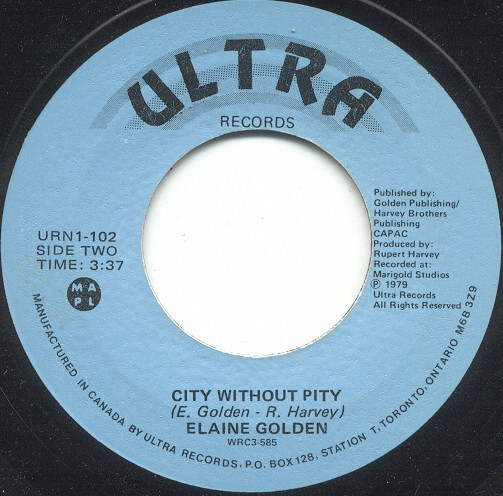 ULTRA
RECORDS
URN1-102
SIDE TWO
TIME: 3:37
M A
P L
Published by:
Golden Publishing/
Harvey Brothers
Publishing
CAPAC
Produced by:
Rupert Harvey
Recorded at:
Marigold Studios
Ⓟ 1979
Ultra Records
All Rights Reserved
CITY WITHOUT PITY
(E. Golden - R. Harvey)
ELAINE GOLDEN
WRC3-585
MANUFACTURED IN CANADA BY ULTRA RECORDS, P.O. BOX 128, STATION T, TORONTO, ONTARIO M6B 3Z9